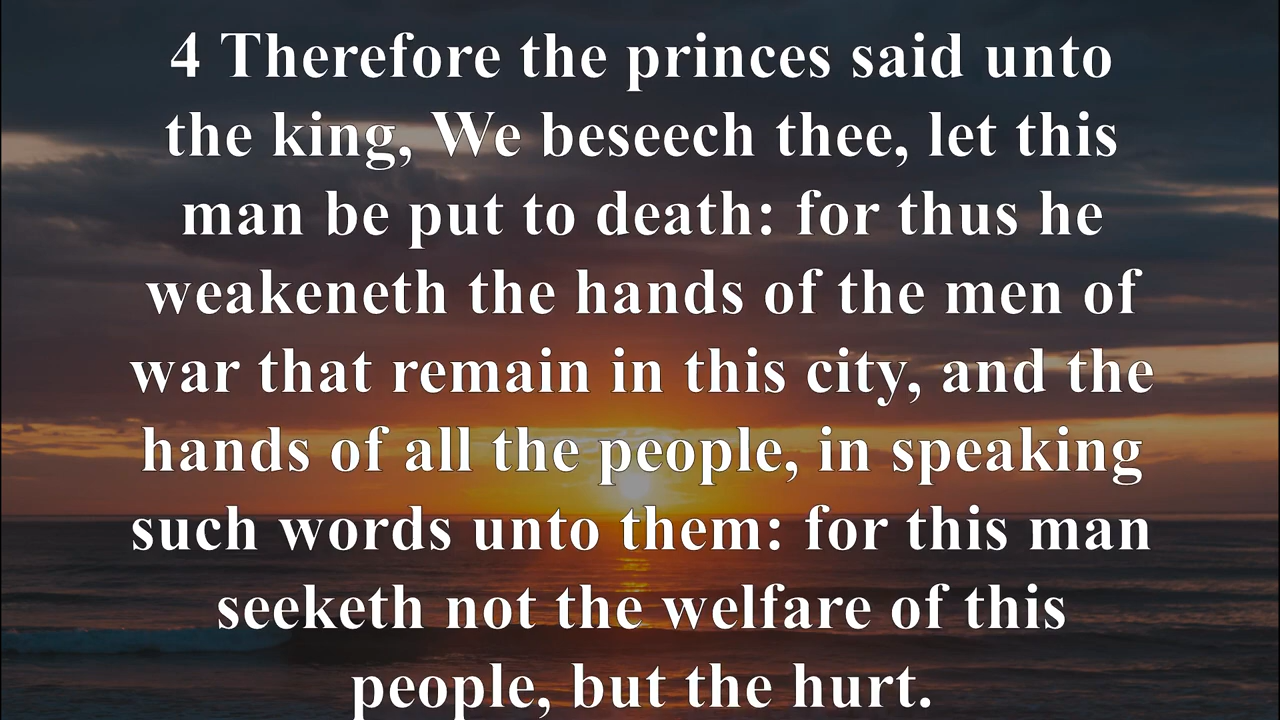 4 Therefore the princes said unto
the king, We beseech thee, let this
man be put to death: for thus he
weakeneth the hands of the men of
war that remain in this city, and the
hands of all the people, in speaking
such words unto them: for this man
seeketh not the welfare of this
people, but the hurt.